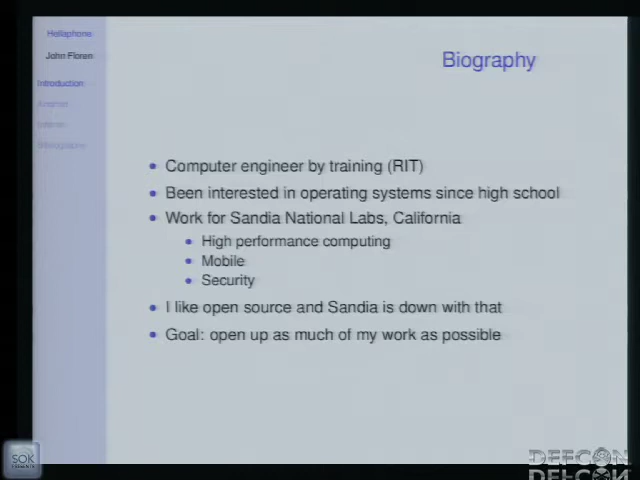 Hellaphone
John Floren
Introduction
Biography
Computer engineer by training (RIT)
Been interested in operating systems since high school
Work for Sandia National Labs, California
High performance computing
Mobile
Security
I like open source and Sandia is down with that
Goal: open up as much of my work as possible
SOK
DEFCON
DEFCON